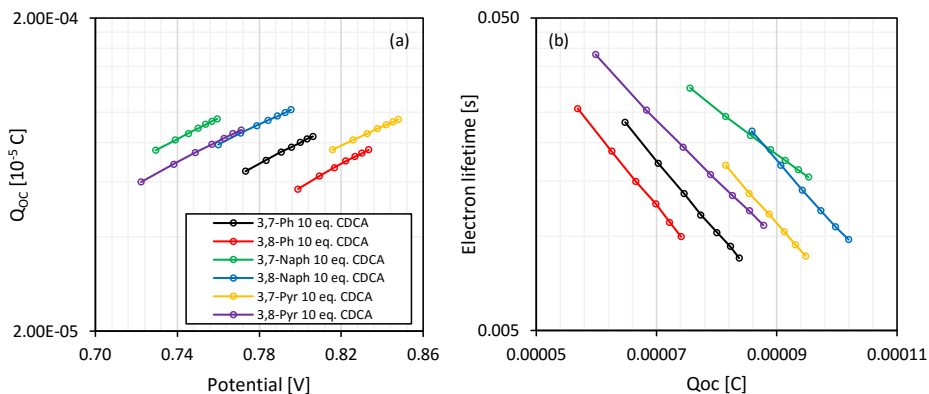 2.00E-04
(a)
Q_OC [10⁻⁵ C]
3,7-Ph 10 eq. CDCA
3,8-Ph 10 eq. CDCA
3,7-Naph 10 eq. CDCA
3,8-Naph 10 eq. CDCA
3,7-Pyr 10 eq. CDCA
3,8-Pyr 10 eq. CDCA
2.00E-05
0.70 0.74 0.78 0.82 0.86
Potential [V]
0.050
(b)
Electron lifetime [s]
0.005
0.00005 0.00007 0.00009 0.00011
Qoc [C]